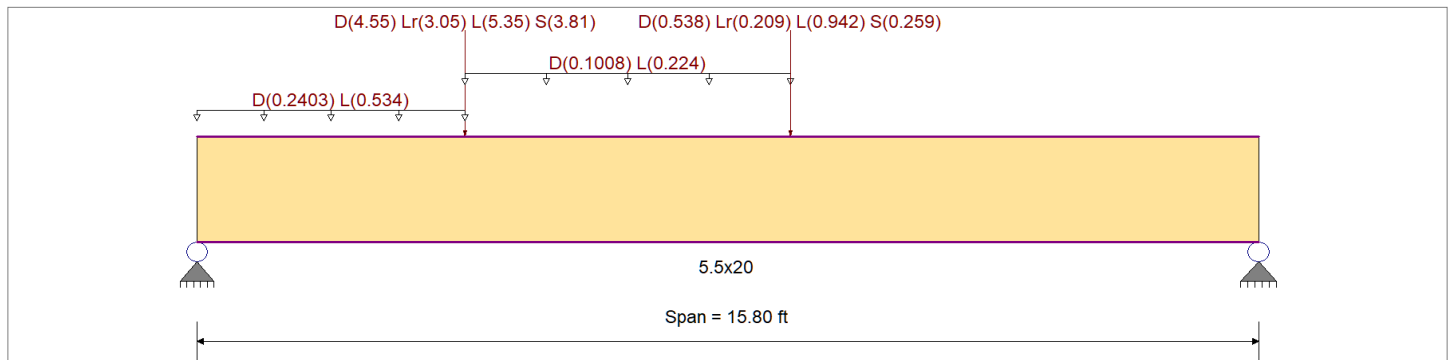 D(4.55) Lr(3.05) L(5.35) S(3.81) D(0.538) Lr(0.209) L(0.942) S(0.259)
D(0.1008) L(0.224)
D(0.2403) L(0.534)
5.5x20
Span = 15.80 ft